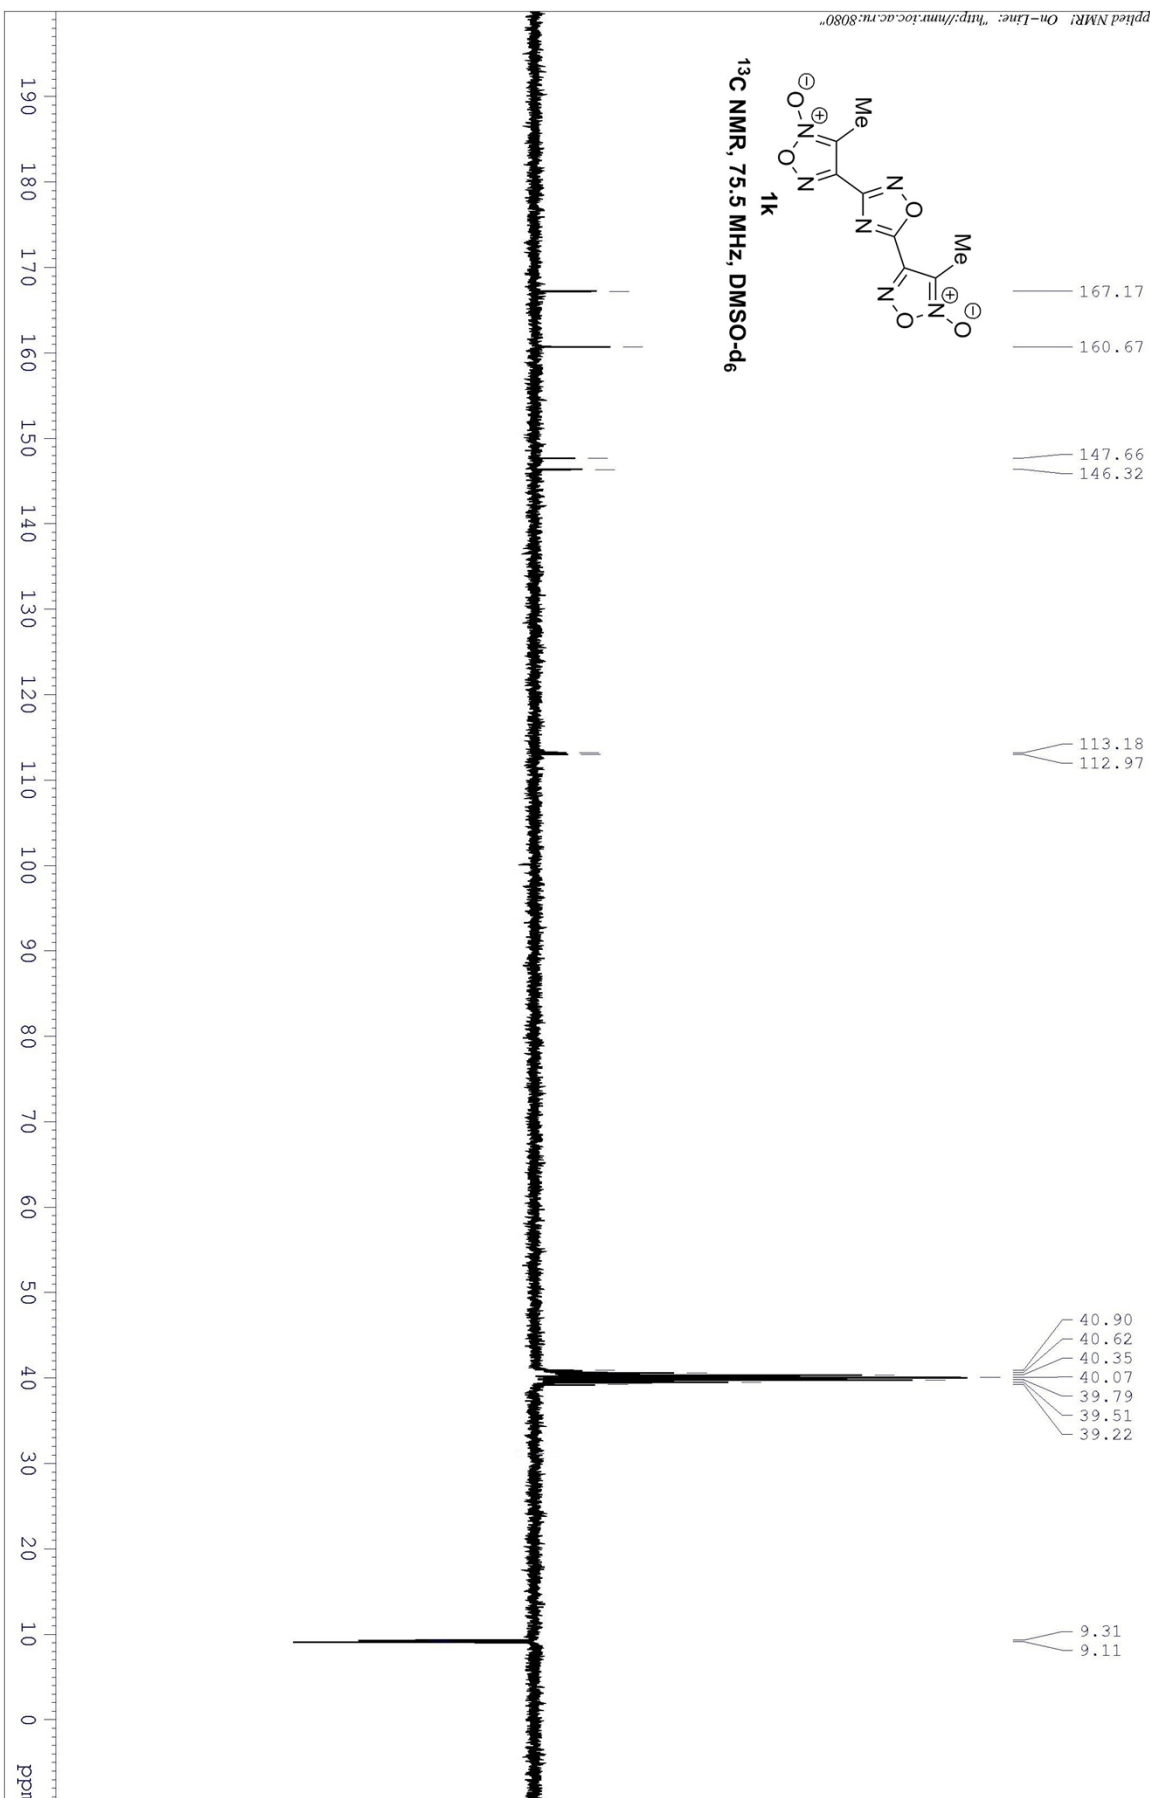 pplied NMR! On-Line: "http://nmr.ioc.ac.ru:8080"
Me
O
⊖
N
⊕
O
N
N
O
N
Me
N
O
N
⊕
O
⊖
1k
¹³C NMR, 75.5 MHz, DMSO-d₆
167.17
160.67
147.66
146.32
113.18
112.97
40.90
40.62
40.35
40.07
39.79
39.51
39.22
9.31
9.11
190 180 170 160 150 140 130 120 110 100 90 80 70 60 50 40 30 20 10 0 ppm